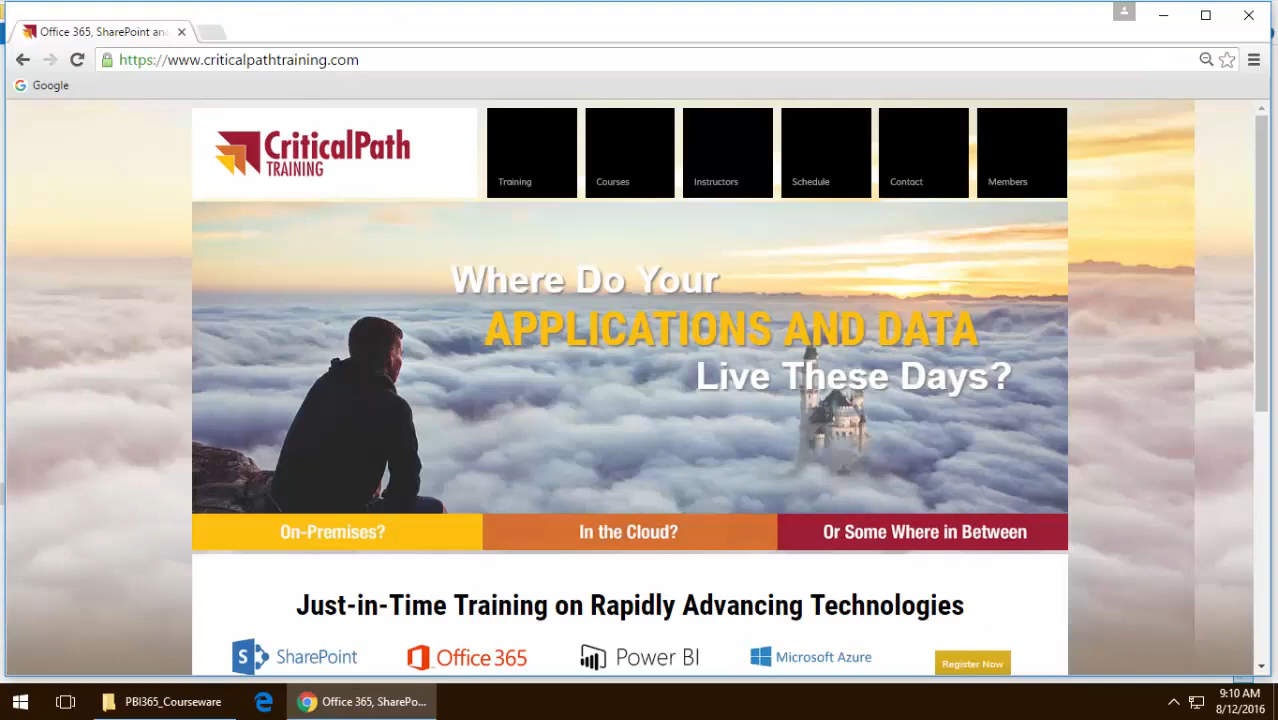 Office 365, SharePoint an
https://www.criticalpathtraining.com
Google
CriticalPath
TRAINING
Training
Courses
Instructors
Schedule
Contact
Members
Where Do Your
APPLICATIONS AND DATA
Live These Days?
On-Premises?
In the Cloud?
Or Some Where in Between
Just-in-Time Training on Rapidly Advancing Technologies
S SharePoint
Office 365
Power BI
Microsoft Azure
Register Now
PBI365_Courseware
Office 365, SharePo...
9:10 AM
8/12/2016